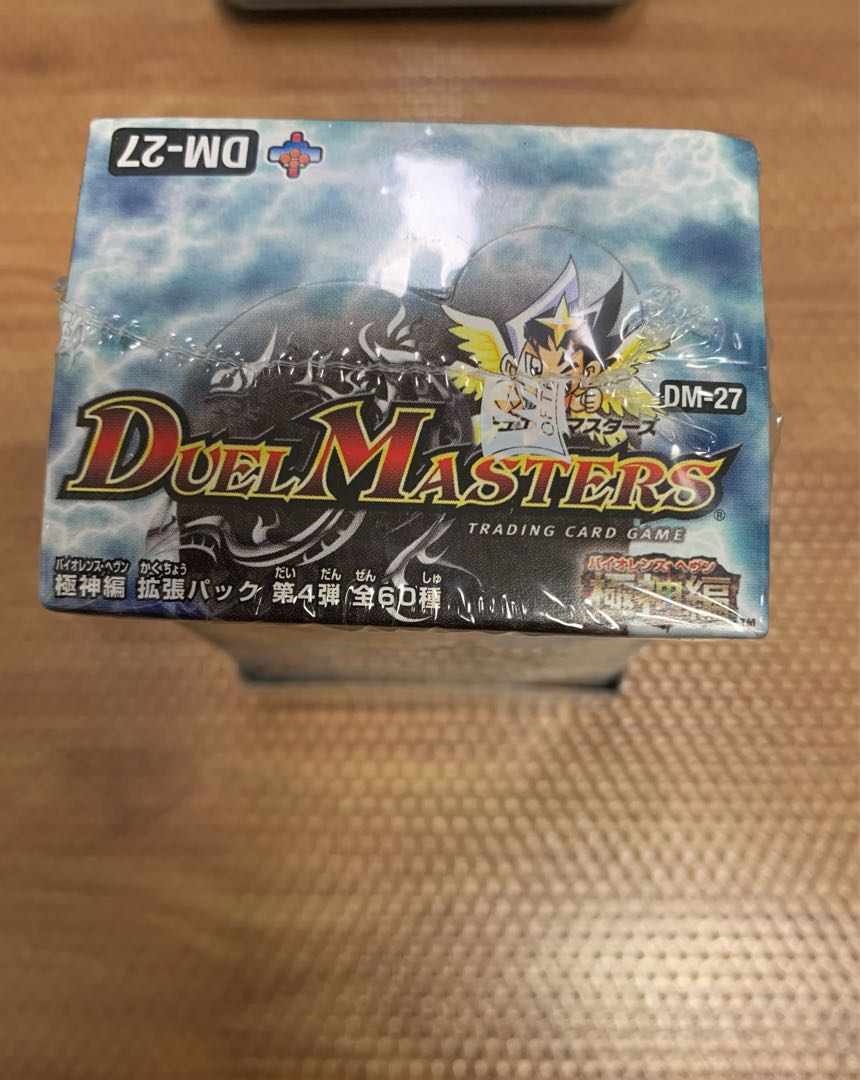 DM-27
DM-27
デュエル・マスターズ
DUEL MASTERS®
TRADING CARD GAME
バイオレンス・ヘヴン かく・ちょう だい だん ぜん しゅ
極神編 拡張パック 第4弾 全60種
バイオレンス・ヘヴン
極神編
TM